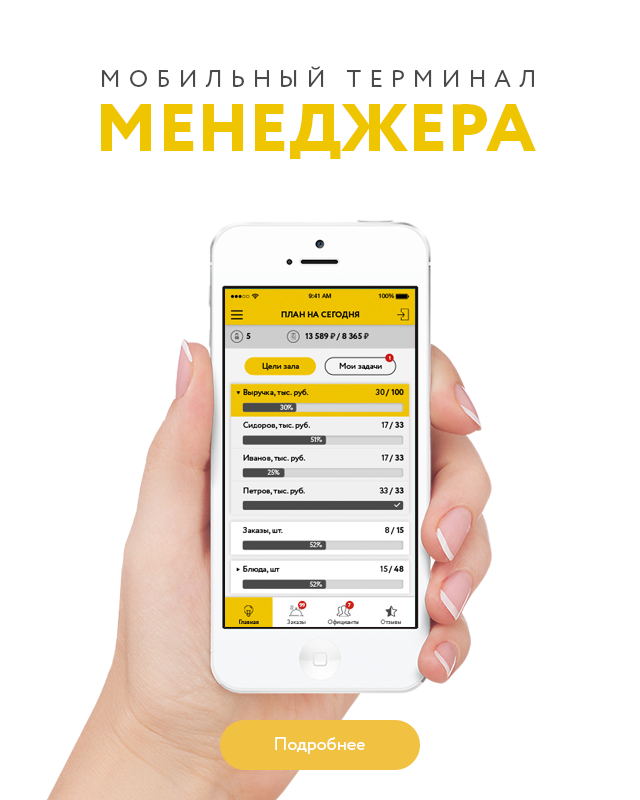 МОБИЛЬНЫЙ ТЕРМИНАЛ
МЕНЕДЖЕРА
9:41 AM 100%
ПЛАН НА СЕГОДНЯ
5 13 589 ₽ / 8 365 ₽
Цели зала Мои задачи 1
Выручка, тыс. руб. 30 / 100
30%
Сидоров, тыс. руб. 17 / 33
51%
Иванов, тыс. руб. 17 / 33
25%
Петров, тыс. руб. 33 / 33
Заказы, шт. 8 / 15
52%
Блюда, шт 15 / 48
52%
99 7
Главная Заказы Официанты Отзывы
Подробнее